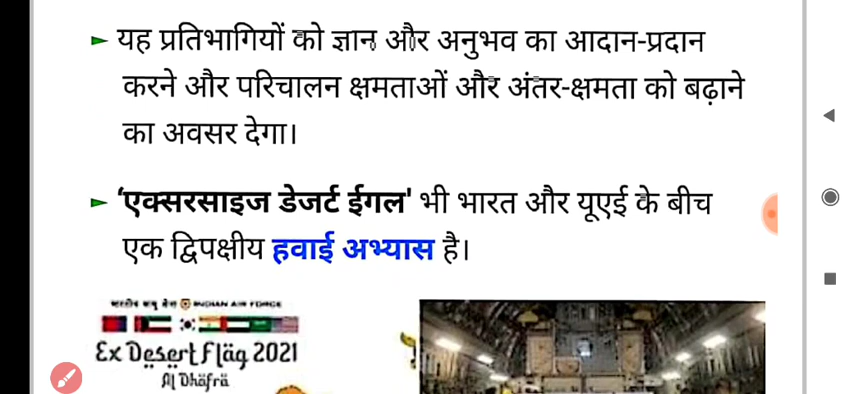 यह प्रतिभागियों को ज्ञान और अनुभव का आदान-प्रदान
करने और परिचालन क्षमताओं और अंतर-क्षमता को बढ़ाने
का अवसर देगा।
‘एक्सरसाइज डेजर्ट ईगल' भी भारत और यूएई के बीच
एक द्विपक्षीय हवाई अभ्यास है।
भारतीय वायु सेना INDIAN AIR FORCE
Ex Desert Flag 2021
Al Dhafra